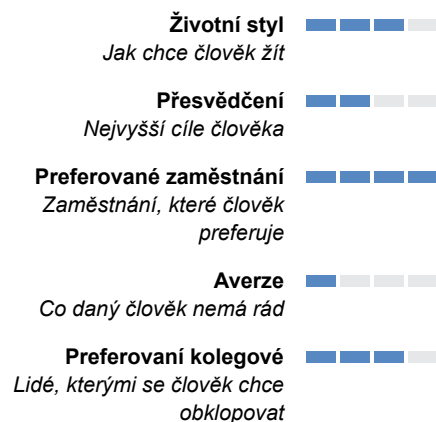 Životní styl
Jak chce člověk žít
Přesvědčení
Nejvyšší cíle člověka
Preferované zaměstnání
Zaměstnání, které člověk
preferuje
Averze
Co daný člověk nemá rád
Preferovaní kolegové
Lidé, kterými se člověk chce
obklopovat